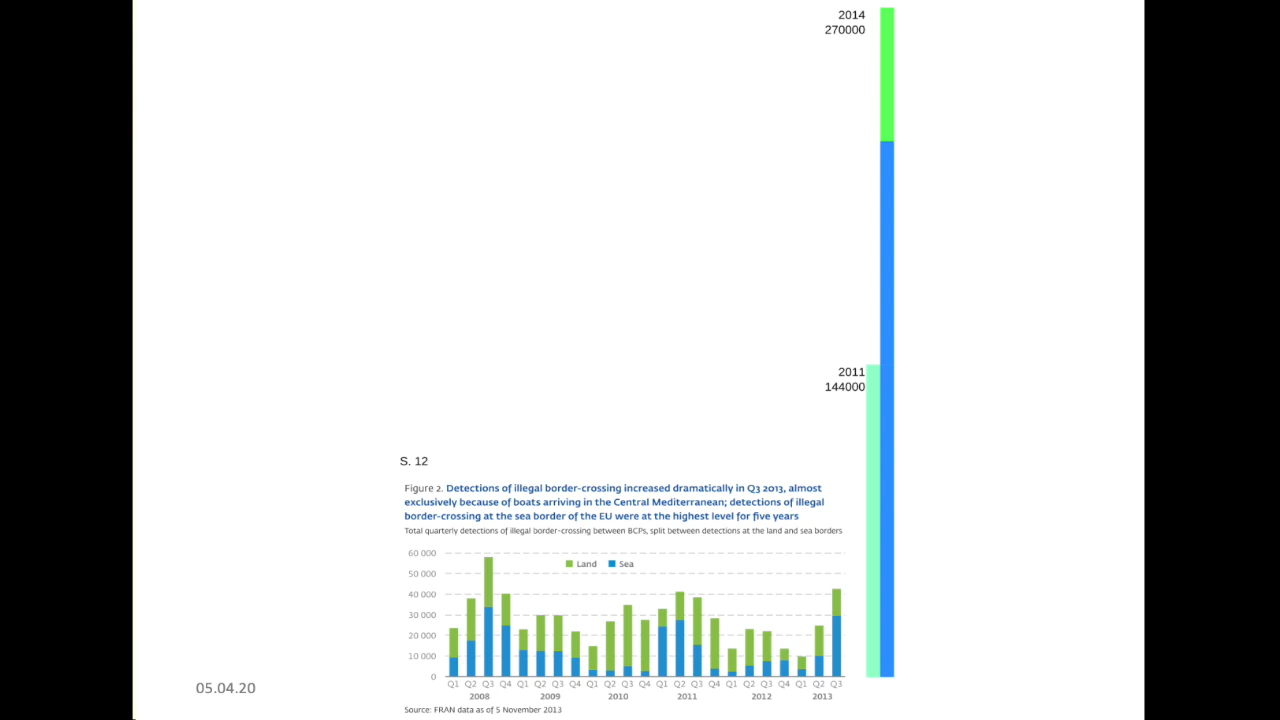 2014
270000
2011
144000
S. 12
Figure 2. Detections of illegal border-crossing increased dramatically in Q3 2013, almost
exclusively because of boats arriving in the Central Mediterranean; detections of illegal
border-crossing at the sea border of the EU were at the highest level for five years
Total quarterly detections of illegal border-crossing between BCPs, split between detections at the land and sea borders
60 000
Land Sea
50 000
40 000
30 000
20 000
10 000
0
Q1 Q2 Q3 Q4 Q1 Q2 Q3 Q4 Q1 Q2 Q3 Q4 Q1 Q2 Q3 Q4 Q1 Q2 Q3 Q4 Q1 Q2 Q3
2008 2009 2010 2011 2012 2013
05.04.20
Source: FRAN data as of 5 November 2013